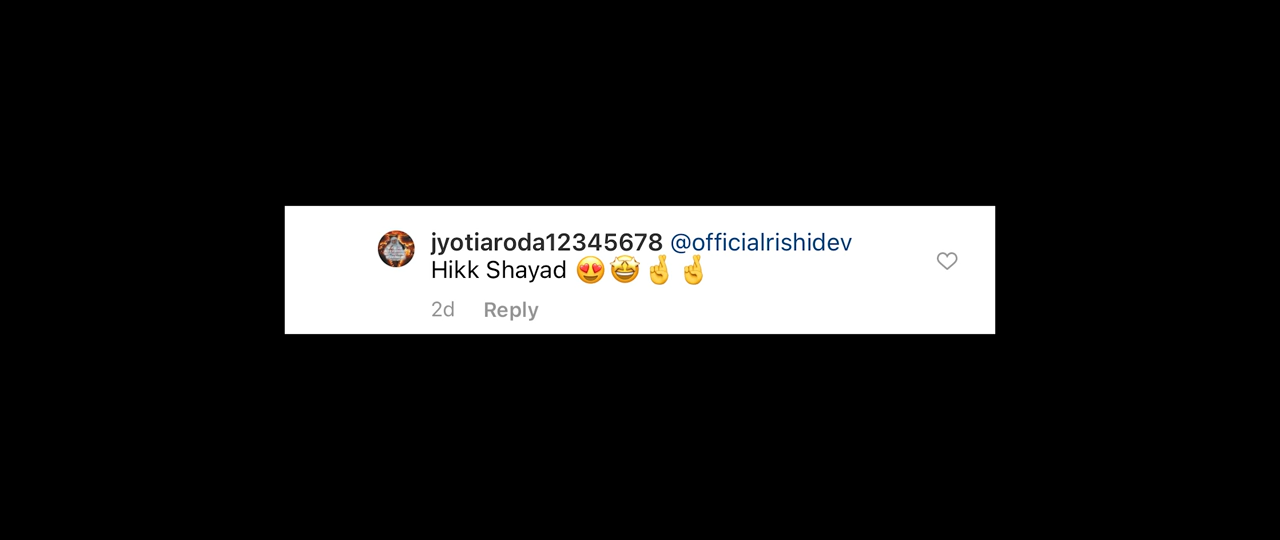 jyotiaroda12345678 @officialrishidev
Hikk Shayad 😍🤩🤞🤞
2d Reply